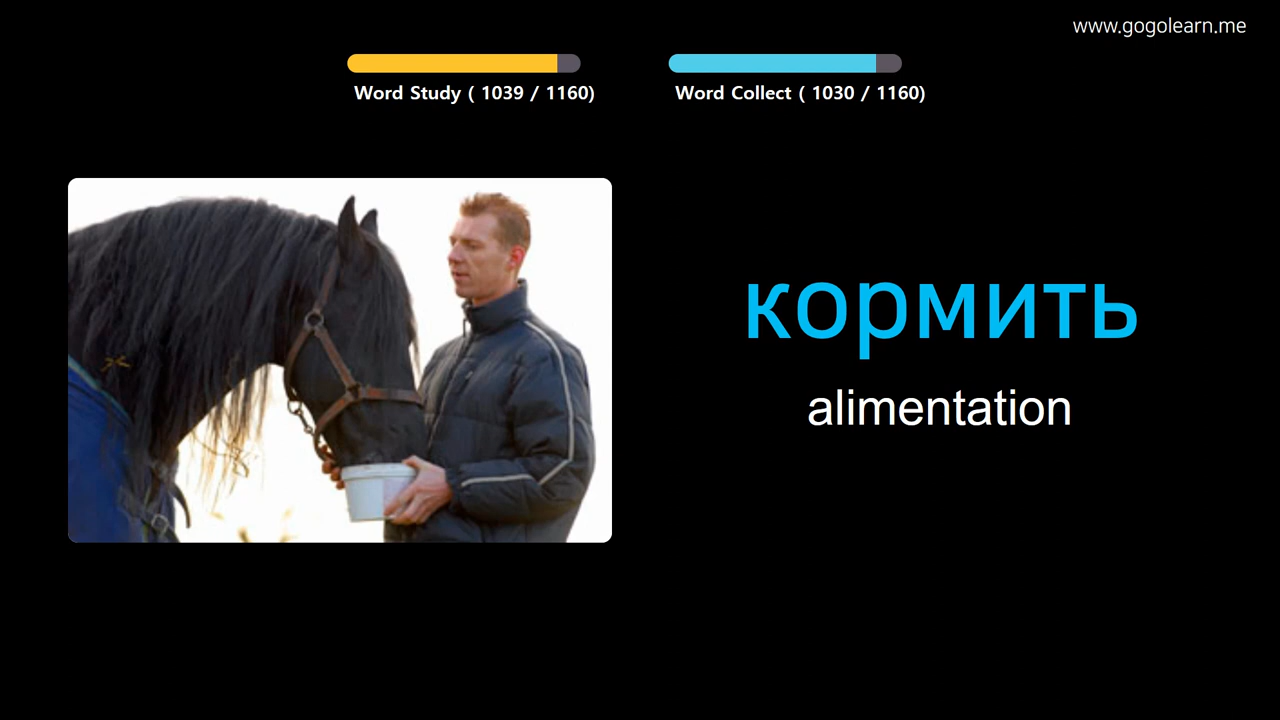 www.gogolearn.me
Word Study ( 1039 / 1160)
Word Collect ( 1030 / 1160)
кормить
alimentation